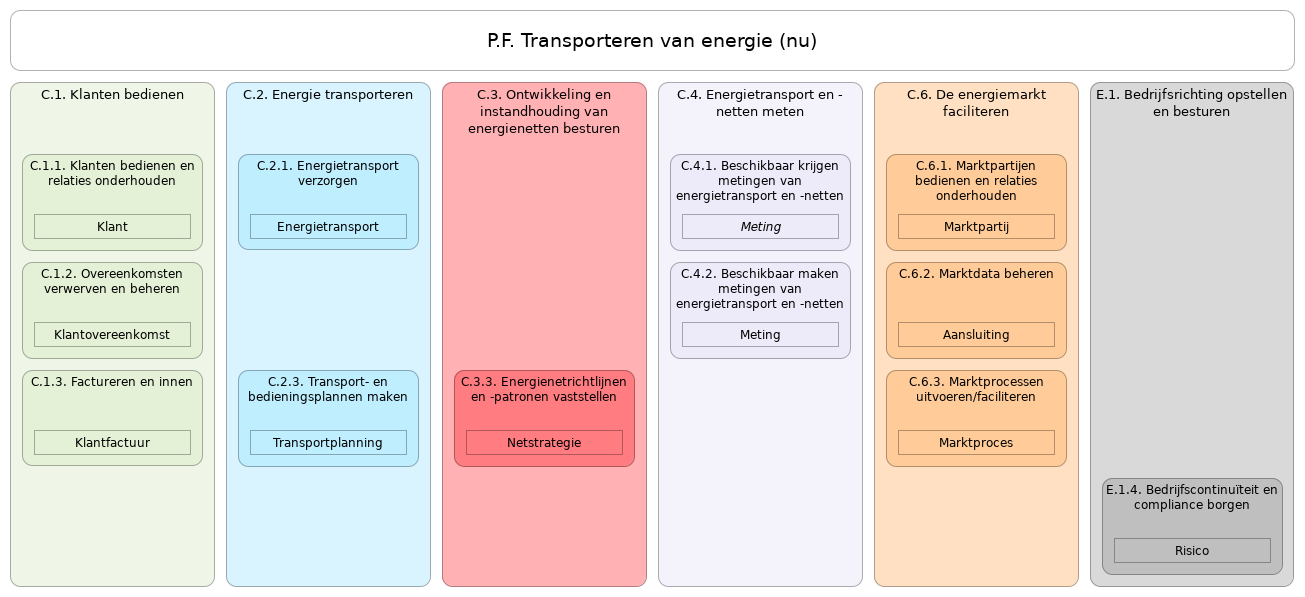 P.F. Transporteren van energie (nu)
C.1. Klanten bedienen
C.1.1. Klanten bedienen en
relaties onderhouden
Klant
C.1.2. Overeenkomsten
verwerven en beheren
Klantovereenkomst
C.1.3. Factureren en innen
Klantfactuur
C.2. Energie transporteren
C.2.1. Energietransport
verzorgen
Energietransport
C.2.3. Transport- en
bedieningsplannen maken
Transportplanning
C.3. Ontwikkeling en
instandhouding van
energienetten besturen
C.3.3. Energienetrichtlijnen
en -patronen vaststellen
Netstrategie
C.4. Energietransport en -
netten meten
C.4.1. Beschikbaar krijgen
metingen van
energietransport en -netten
Meting
C.4.2. Beschikbaar maken
metingen van
energietransport en -netten
Meting
C.6. De energiemarkt
faciliteren
C.6.1. Marktpartijen
bedienen en relaties
onderhouden
Marktpartij
C.6.2. Marktdata beheren
Aansluiting
C.6.3. Marktprocessen
uitvoeren/faciliteren
Marktproces
E.1. Bedrijfsrichting opstellen
en besturen
E.1.4. Bedrijfscontinuïteit en
compliance borgen
Risico